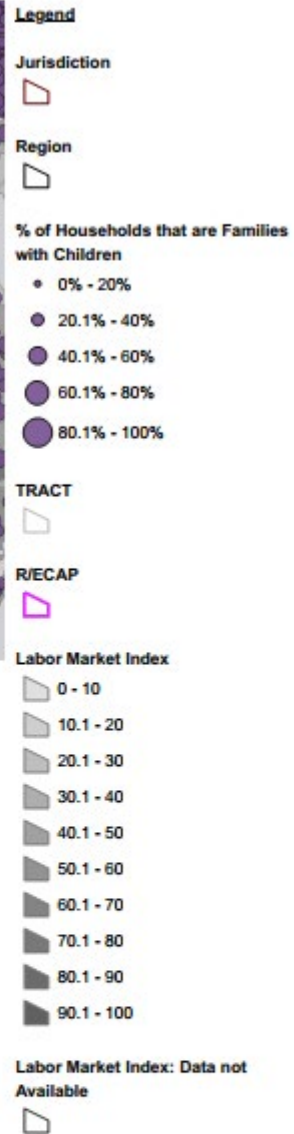 Legend
Jurisdiction
Region
% of Households that are Families
with Children
0% - 20%
20.1% - 40%
40.1% - 60%
60.1% - 80%
80.1% - 100%
TRACT
R/ECAP
Labor Market Index
0 - 10
10.1 - 20
20.1 - 30
30.1 - 40
40.1 - 50
50.1 - 60
60.1 - 70
70.1 - 80
80.1 - 90
90.1 - 100
Labor Market Index: Data not
Available